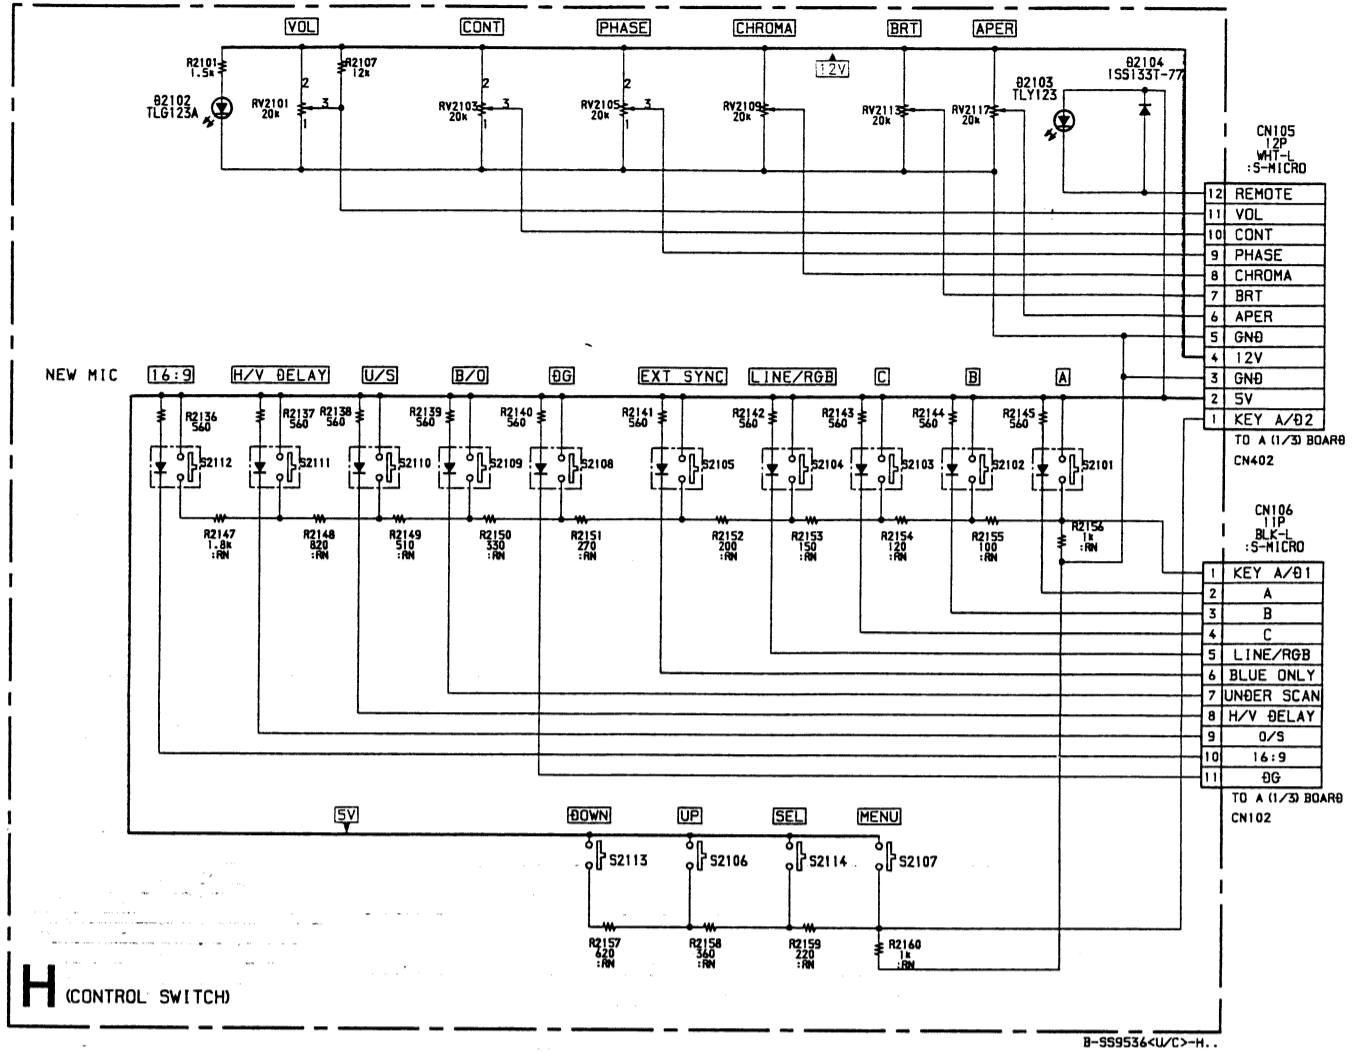 VOL CONT PHASE CHROMA BRT APER
R2101
1.5k
R2107
12k
12V
D2104
1SS133T-77
D2103
TLY123
D2102
TLG123A
2
3
1
RV2101
20k
2
3
1
RV2103
20k
2
3
1
RV2105
20k
RV2109
20k
RV2113
20k
RV2117
20k
CN105
12P
WHT-L
:S-MICRO
12 REMOTE
11 VOL
10 CONT
9 PHASE
8 CHROMA
7 BRT
6 APER
5 GND
4 12V
3 GND
2 5V
1 KEY A/D2
TO A (1/3) BOARD
CN402
NEW MIC 16:9 H/V DELAY U/S B/O DG EXT SYNC LINE/RGB C B A
R2136
560
R2137
560
R2138
560
R2139
560
R2140
560
R2141
560
R2142
560
R2143
560
R2144
560
R2145
560
S2112 S2111 S2110 S2109 S2108 S2105 S2104 S2103 S2102 S2101
R2147
1.8k
:RN
R2148
820
:RN
R2149
510
:RN
R2150
330
:RN
R2151
270
:RN
R2152
200
:RN
R2153
150
:RN
R2154
120
:RN
R2155
100
:RN
R2156
1k
:RN
CN106
11P
BLK-L
:S-MICRO
1 KEY A/D1
2 A
3 B
4 C
5 LINE/RGB
6 BLUE ONLY
7 UNDER SCAN
8 H/V DELAY
9 O/S
10 16:9
11 DG
TO A (1/3) BOARD
CN102
5V DOWN UP SEL MENU
S2113 S2106 S2114 S2107
R2157
620
:RN
R2158
360
:RN
R2159
220
:RN
R2160
1k
:RN
H (CONTROL SWITCH)
B-SS9536<U/C>-H..